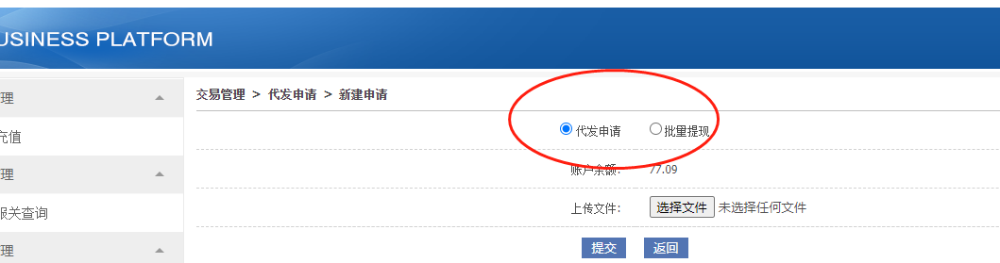 USINESS PLATFORM
理
充值
理
报关查询
理
交易管理 > 代发申请 > 新建申请
代发申请 批量提现
账户余额: 77.09
上传文件: 选择文件 未选择任何文件
提交 返回